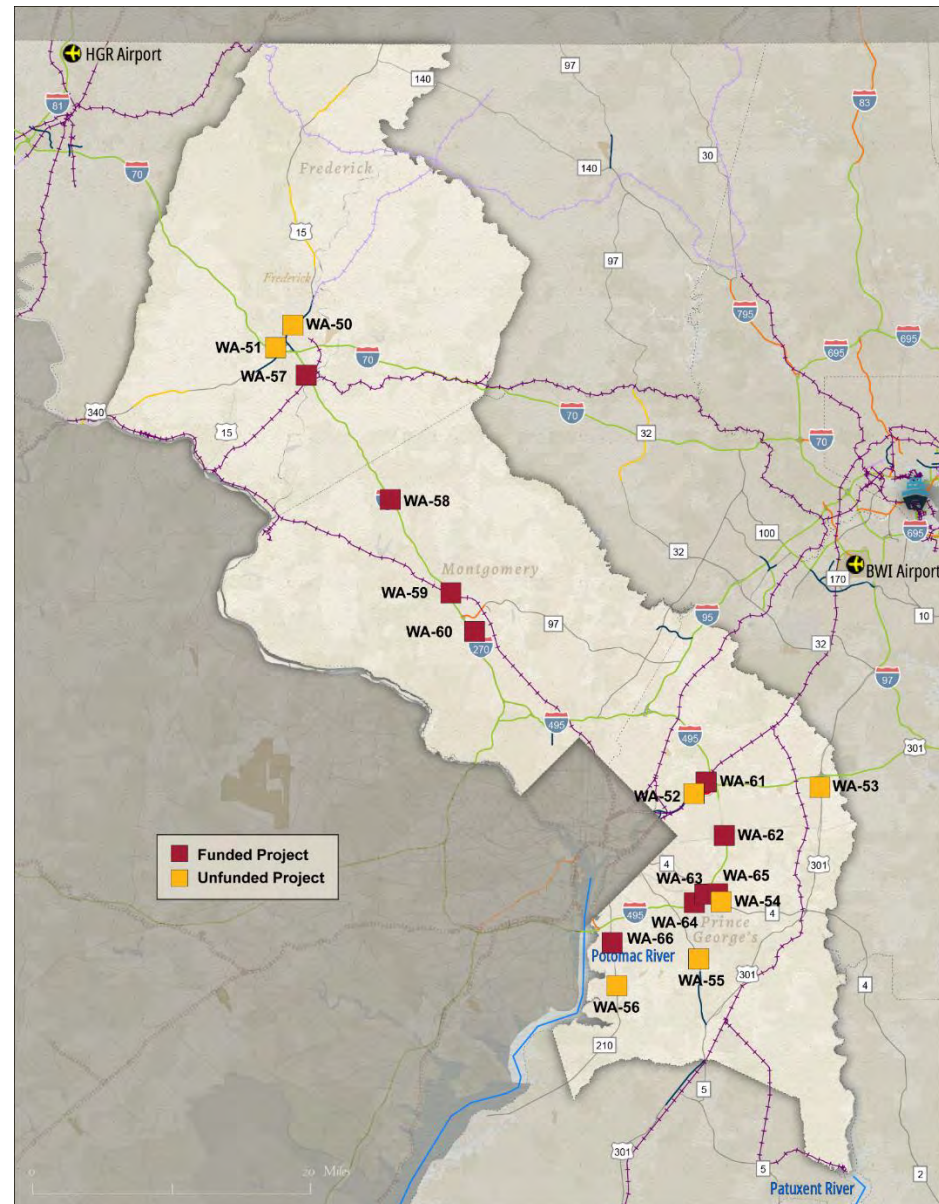 HGR Airport
81
70
140
97
83
30
140
Frederick
15
97
Frederick
WA-50
WA-51
WA-57
70
795
695
695
340
15
70
32
70
WA-58
100
32
695
Montgomery
WA-59
BWI Airport
170
10
WA-60
97
95
32
270
97
495
495
301
WA-61
WA-52
WA-53
WA-62
4
301
Funded Project
Unfunded Project
WA-63
WA-65
WA-54
495
WA-64
4
Prince
George's
WA-66
Potomac River
WA-55
301
4
WA-56
210
5
301
5
2
0
20 Miles
Patuxent River